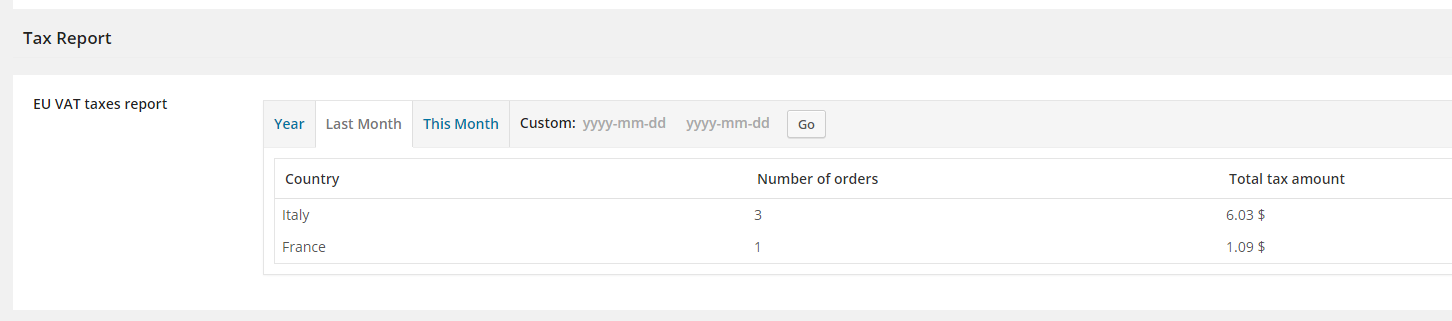 Tax Report
EU VAT taxes report
Year Last Month This Month Custom: yyyy-mm-dd yyyy-mm-dd Go
Country Number of orders Total tax amount
Italy 3 6.03 $
France 1 1.09 $